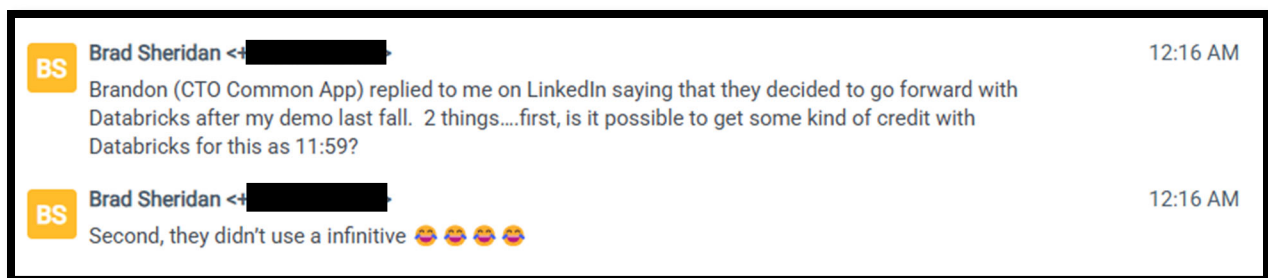 BS
Brad Sheridan <+
12:16 AM
Brandon (CTO Common App) replied to me on LinkedIn saying that they decided to go forward with
Databricks after my demo last fall.  2 things....first, is it possible to get some kind of credit with
Databricks for this as 11:59?
BS
Brad Sheridan <+
12:16 AM
Second, they didn't use a infinitive 😂 😂 😂 😂